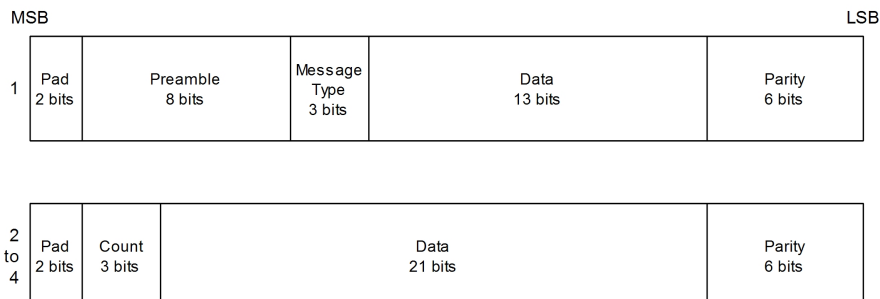 MSB LSB
1
Pad
2 bits
Preamble
8 bits
Message
Type
3 bits
Data
13 bits
Parity
6 bits
2
to
4
Pad
2 bits
Count
3 bits
Data
21 bits
Parity
6 bits